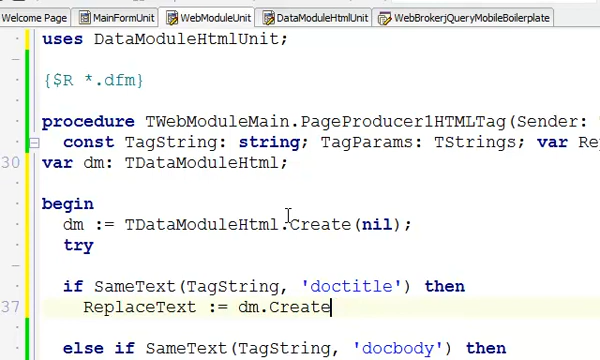 Welcome Page MainFormUnit WebModuleUnit DataModuleHtmlUnit WebBrokerjQueryMobileBoilerplate
uses DataModuleHtmlUnit;
{$R *.dfm}
procedure TWebModuleMain.PageProducer1HTMLTag(Sender:
const TagString: string; TagParams: TStrings; var Re
30 var dm: TDataModuleHtml;
begin
dm := TDataModuleHtml.Create(nil);
try
if SameText(TagString, 'doctitle') then
37 ReplaceText := dm.Create
else if SameText(TagString, 'docbody') then